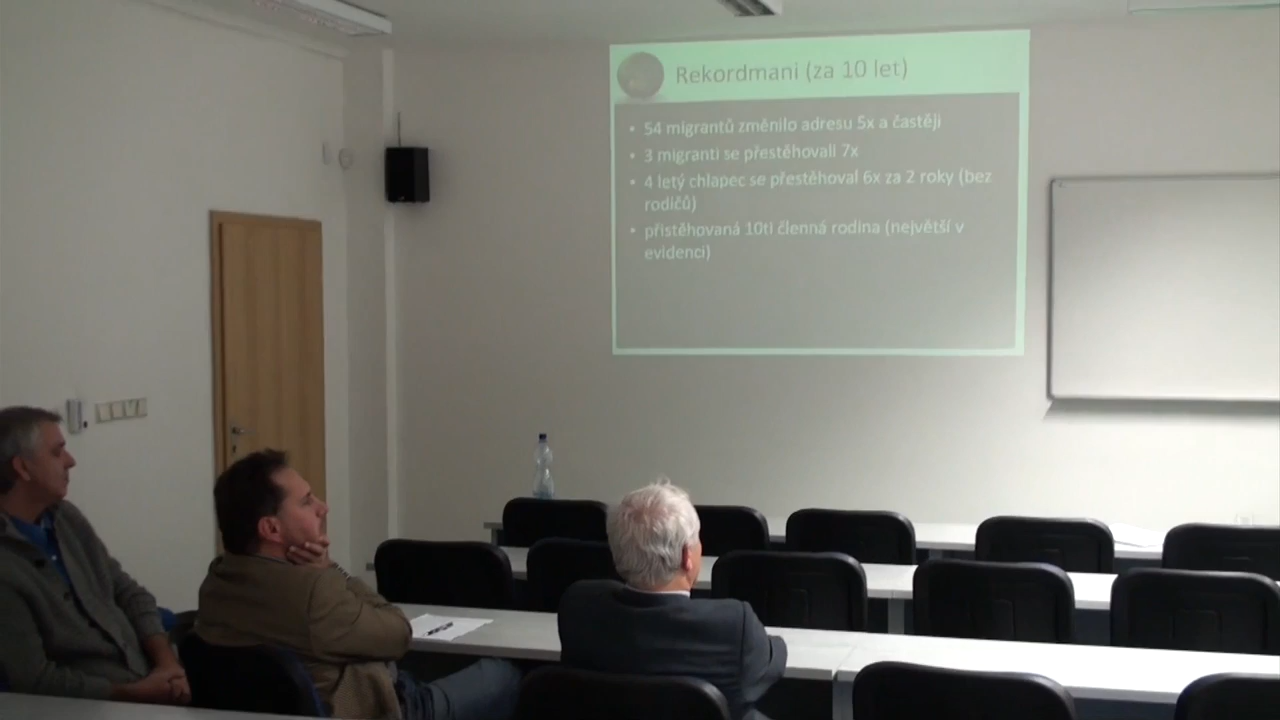 Rekordmani (za 10 let)
• 54 migrantů změnilo adresu 5x a častěji
• 3 migranti se přestěhovali 7x
• 4 letý chlapec se přestěhoval 6x za 2 roky (bez
rodičů)
• přistěhovaná 10ti členná rodina (největší v
evidenci)